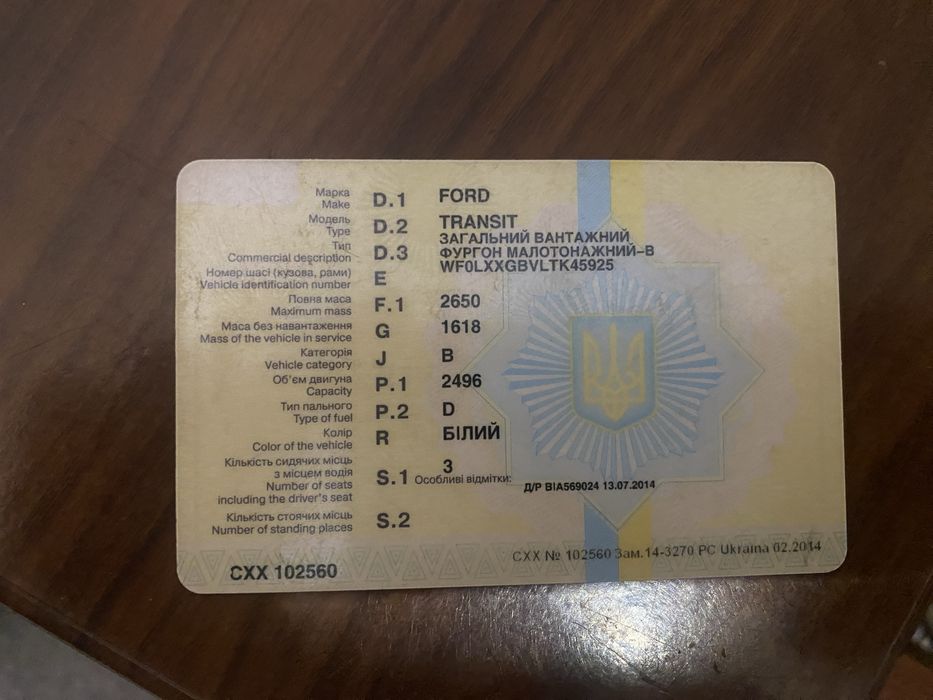 Марка
Make D.1 FORD
Модель
Type D.2 TRANSIT
Тип ЗАГАЛЬНИЙ ВАНТАЖНИЙ
Commercial description D.3 ФУРГОН МАЛОТОНАЖНИЙ-В
Номер шасі (кузова, рами) WF0LXXGBVLTK45925
Vehicle identification number E
Повна маса
Maximum mass F.1 2650
Маса без навантаження
Mass of the vehicle in service G 1618
Категорія
Vehicle category J B
Об'єм двигуна
Capacity P.1 2496
Тип пального
Type of fuel P.2 D
Колір
Color of the vehicle R БІЛИЙ
Кількість сидячих місць
з місцем водія 3
Number of seats S.1 Особливі відмітки: Д/Р ВІА569024 13.07.2014
including the driver's seat
Кількість стоячих місць
Number of standing places S.2
СХХ № 102560 Зам.14-3270 РС Ukraina 02.2014
СХХ 102560